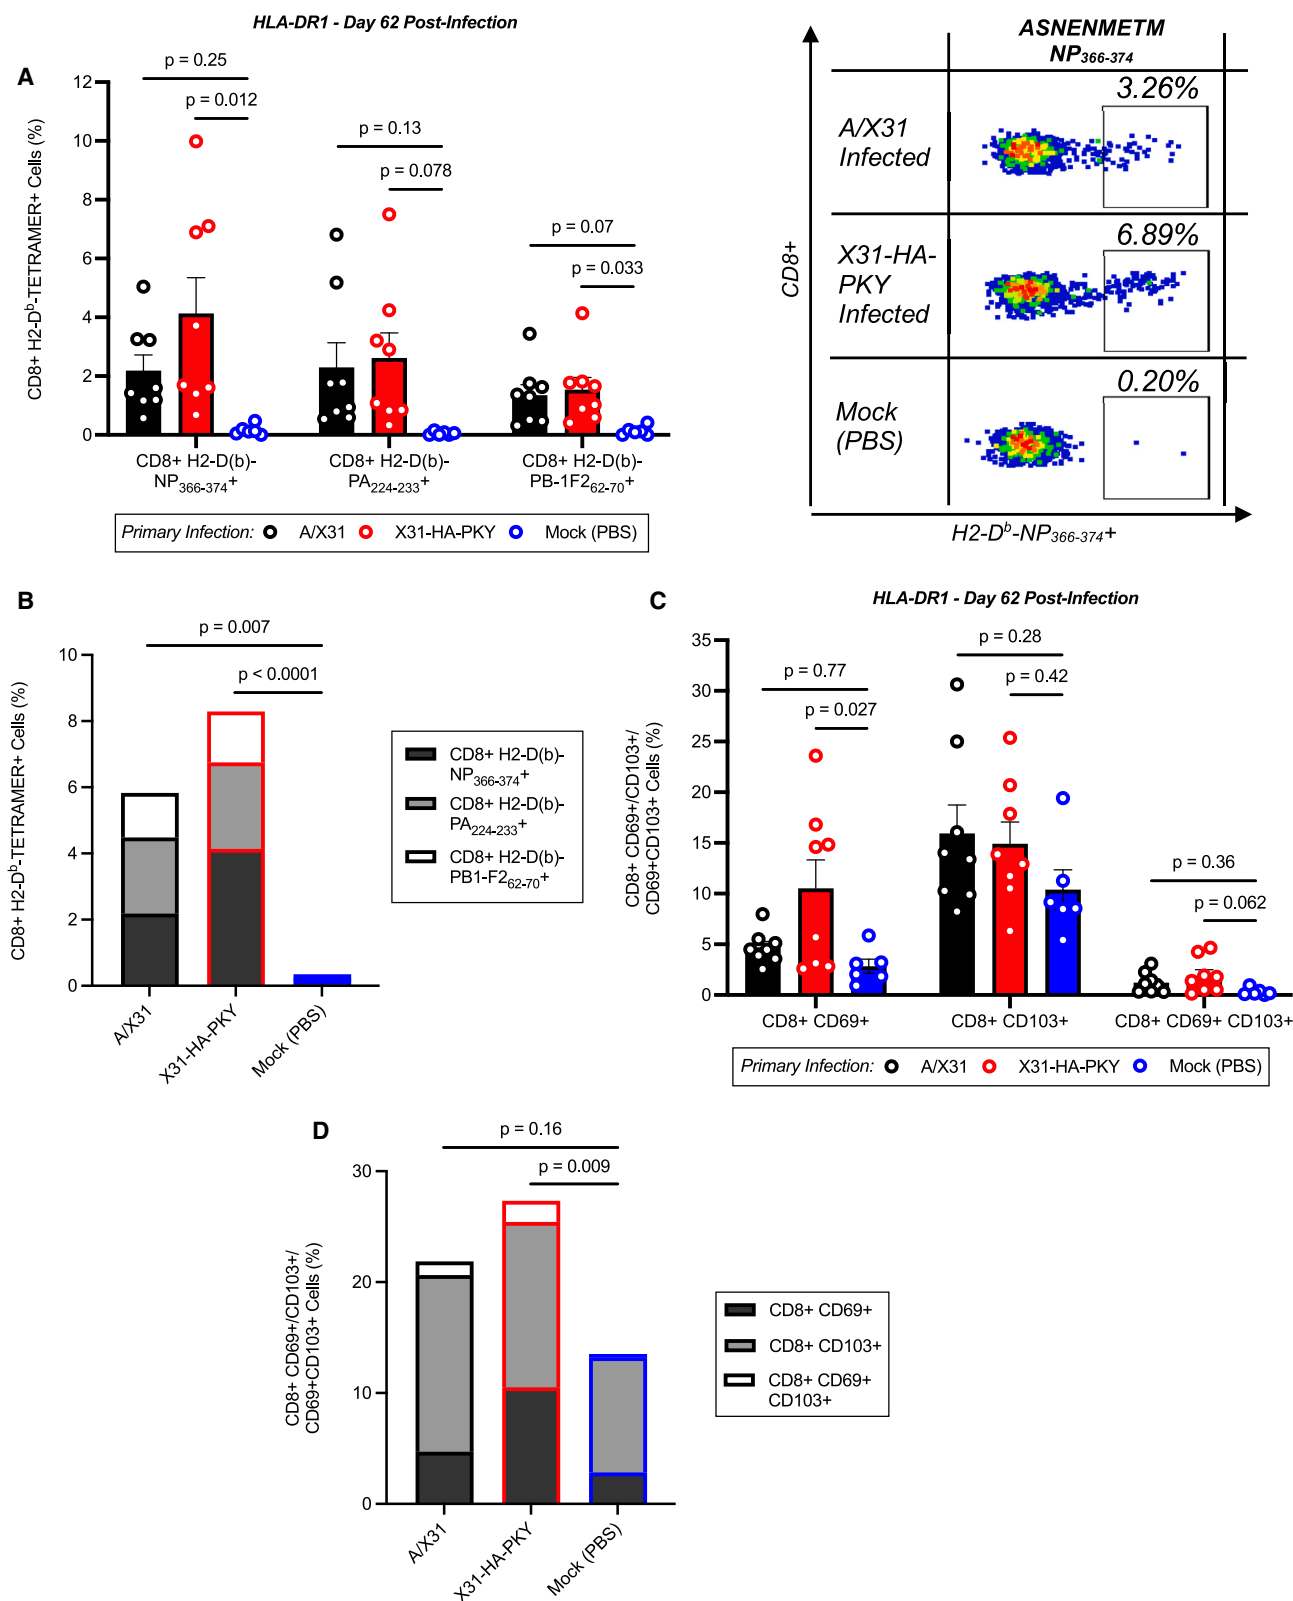 HLA-DR1 - Day 62 Post-Infection
A
CD8+ H2-Dᵇ-TETRAMER+ Cells (%)
12
10
8
6
4
2
0
p = 0.25
p = 0.012
p = 0.13
p = 0.078
p = 0.07
p = 0.033
CD8+ H2-D(b)-
NP₃₆₆₋₃₇₄+
CD8+ H2-D(b)-
PA₂₂₄₋₂₃₃+
CD8+ H2-D(b)-
PB-1F2₆₂₋₇₀+
Primary Infection: A/X31 X31-HA-PKY Mock (PBS)
ASNENMETM
NP₃₆₆₋₃₇₄
CD8+
A/X31
Infected
3.26%
X31-HA-
PKY
Infected
6.89%
Mock
(PBS)
0.20%
H2-Dᵇ-NP₃₆₆₋₃₇₄+
B
CD8+ H2-Dᵇ-TETRAMER+ Cells (%)
10
8
6
4
2
0
p = 0.007
p < 0.0001
A/X31
X31-HA-PKY
Mock (PBS)
CD8+ H2-D(b)-
NP₃₆₆₋₃₇₄+
CD8+ H2-D(b)-
PA₂₂₄₋₂₃₃+
CD8+ H2-D(b)-
PB1-F2₆₂₋₇₀+
C
HLA-DR1 - Day 62 Post-Infection
CD8+ CD69+/CD103+/
CD69+CD103+ Cells (%)
35
30
25
20
15
10
5
0
p = 0.77
p = 0.027
p = 0.28
p = 0.42
p = 0.36
p = 0.062
CD8+ CD69+
CD8+ CD103+
CD8+ CD69+ CD103+
Primary Infection: A/X31 X31-HA-PKY Mock (PBS)
D
CD8+ CD69+/CD103+/
CD69+CD103+ Cells (%)
30
20
10
0
p = 0.16
p = 0.009
A/X31
X31-HA-PKY
Mock (PBS)
CD8+ CD69+
CD8+ CD103+
CD8+ CD69+
CD103+